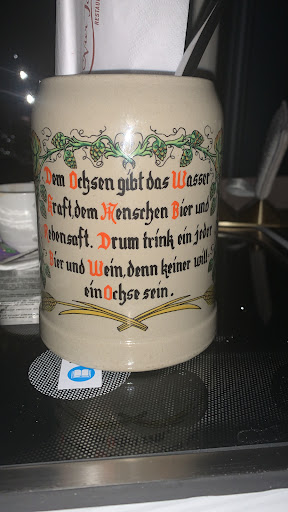 Dem Ochsen gibt das Wasser
Kraft, dem Menschen Bier und
Rebensaft. Drum trink ein jeder
Bier und Wein, denn keiner will
ein Ochse sein.